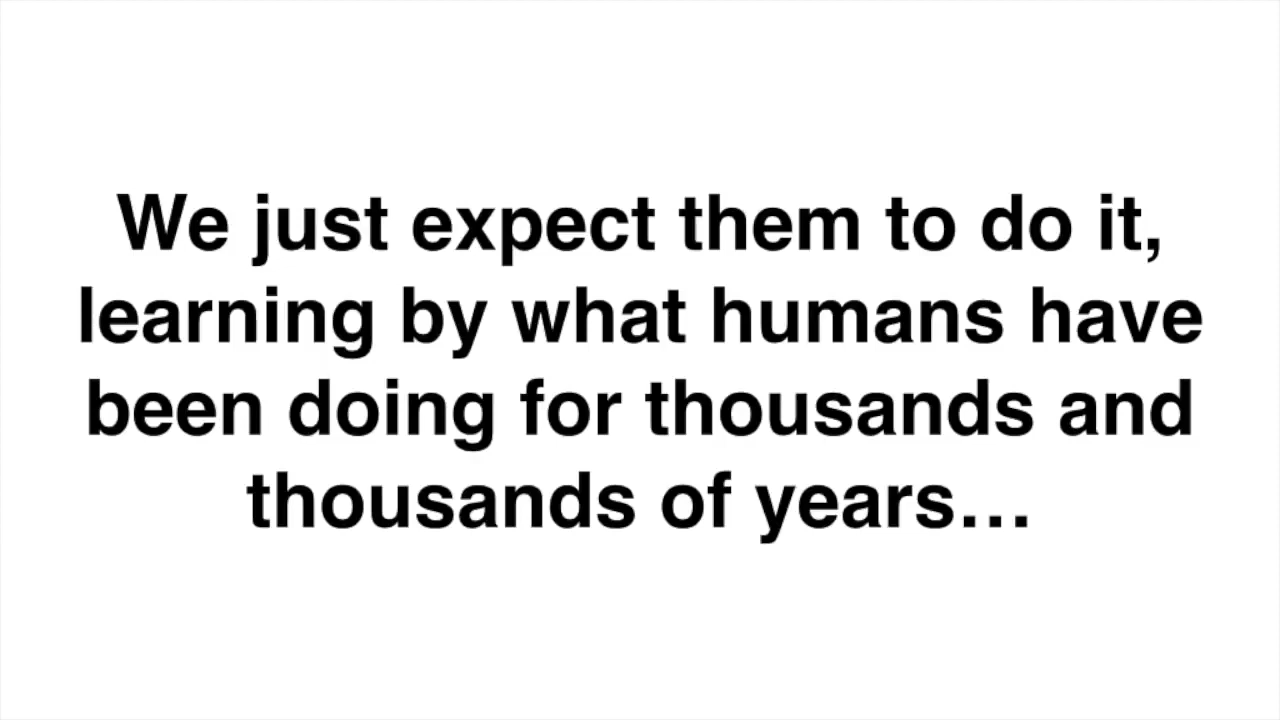 We just expect them to do it,
learning by what humans have
been doing for thousands and
thousands of years…